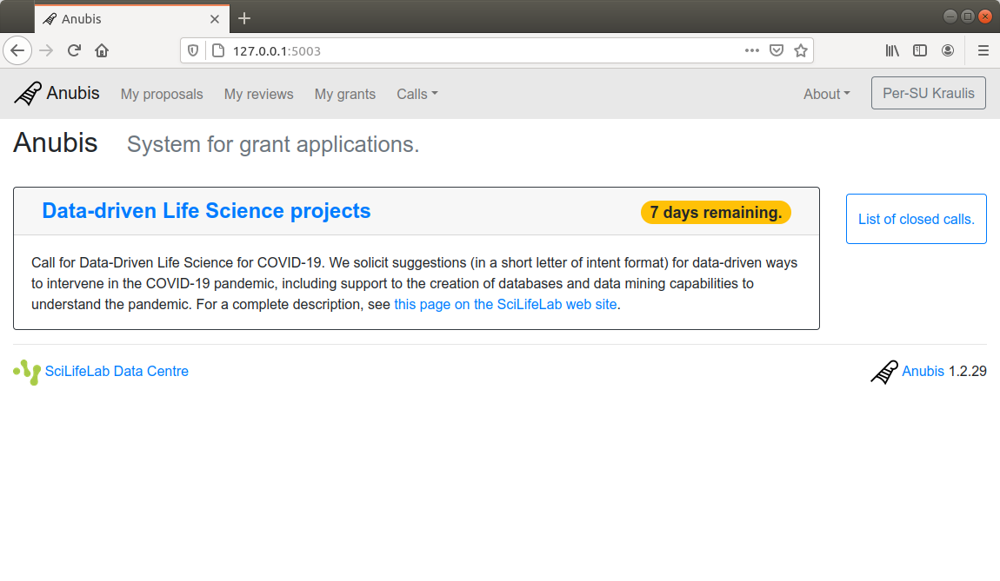 Anubis
127.0.0.1:5003
Anubis My proposals My reviews My grants Calls About Per-SU Kraulis
Anubis System for grant applications.
Data-driven Life Science projects 7 days remaining.
List of closed calls.
Call for Data-Driven Life Science for COVID-19. We solicit suggestions (in a short letter of intent format) for data-driven ways
to intervene in the COVID-19 pandemic, including support to the creation of databases and data mining capabilities to
understand the pandemic. For a complete description, see this page on the SciLifeLab web site.
SciLifeLab Data Centre Anubis 1.2.29